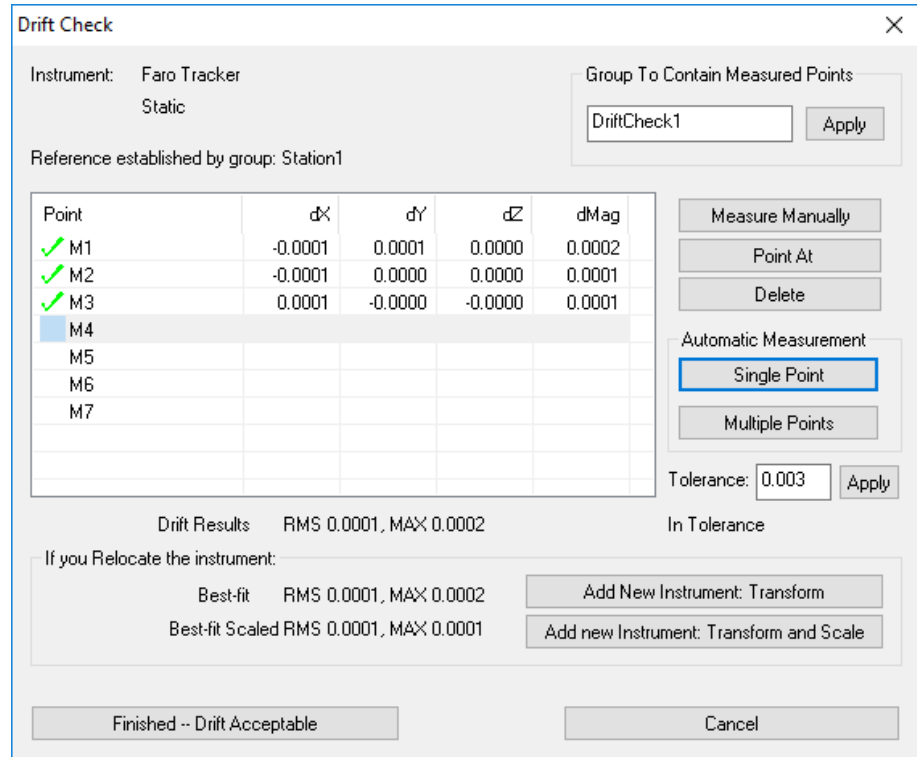 Drift Check
Instrument: Faro Tracker
Static
Group To Contain Measured Points
DriftCheck1 Apply
Reference established by group: Station1
Point dX dY dZ dMag
M1 -0.0001 0.0001 0.0000 0.0002
M2 -0.0001 0.0000 0.0000 0.0001
M3 0.0001 -0.0000 -0.0000 0.0001
M4
M5
M6
M7
Measure Manually
Point At
Delete
Automatic Measurement
Single Point
Multiple Points
Tolerance: 0.003 Apply
Drift Results RMS 0.0001, MAX 0.0002 In Tolerance
If you Relocate the instrument:
Best-fit RMS 0.0001, MAX 0.0002 Add New Instrument: Transform
Best-fit Scaled RMS 0.0001, MAX 0.0001 Add new Instrument: Transform and Scale
Finished -- Drift Acceptable Cancel